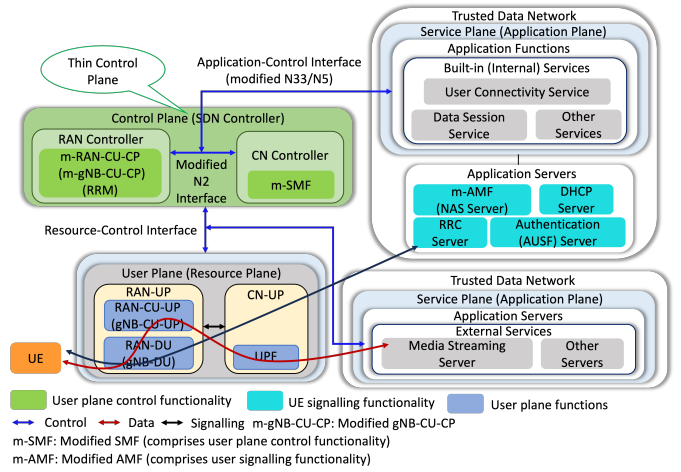 Trusted Data Network
Service Plane (Application Plane)
Application Functions
Built-in (Internal) Services
User Connectivity Service
Data Session
Service
Other
Services
Application-Control Interface
(modified N33/N5)
Thin Control
Plane
Control Plane (SDN Controller)
RAN Controller
m-RAN-CU-CP
(m-gNB-CU-CP)
(RRM)
Modified
N2
Interface
CN Controller
m-SMF
Application Servers
m-AMF
(NAS Server)
DHCP
Server
RRC
Server
Authentication
(AUSF) Server
Resource-Control Interface
User Plane (Resource Plane)
RAN-UP
RAN-CU-UP
(gNB-CU-UP)
RAN-DU
(gNB-DU)
CN-UP
UPF
UE
Trusted Data Network
Service Plane (Application Plane)
Application Servers
External Services
Media Streaming
Server
Other
Servers
User plane control functionality
UE signalling functionality
User plane functions
Control
Data
Signalling
m-gNB-CU-CP: Modified gNB-CU-CP
m-SMF: Modified SMF (comprises user plane control functionality)
m-AMF: Modified AMF (comprises user signalling functionality)